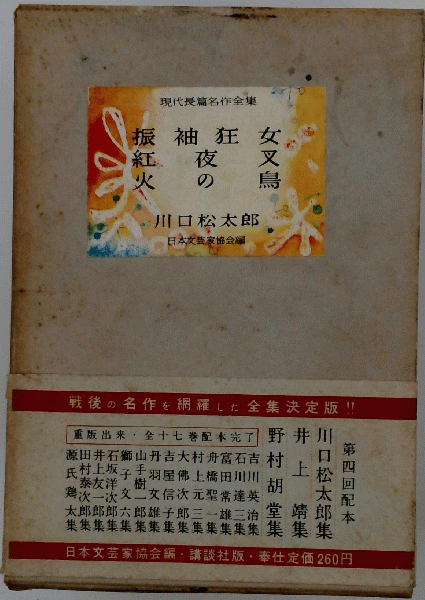 現代長篇名作全集
振袖狂女
紅夜叉
火の鳥
川口松太郎
日本文芸家協会編
戦後の名作を網羅した全集決定版!!
第四回配本
川口松太郎集
井上靖集
野村胡堂集
重版出来・全十七巻配本完了
吉川英治集
石川達三集
富田常雄集
舟橋聖一集
村上元三集
大佛次郎集
吉屋信子集
丹羽文雄集
山手樹一郎集
獅子文六集
石坂洋次郎集
井上友一郎集
田村泰次郎集
源氏鶏太集
日本文芸家協会編・講談社版・奉仕定価260円